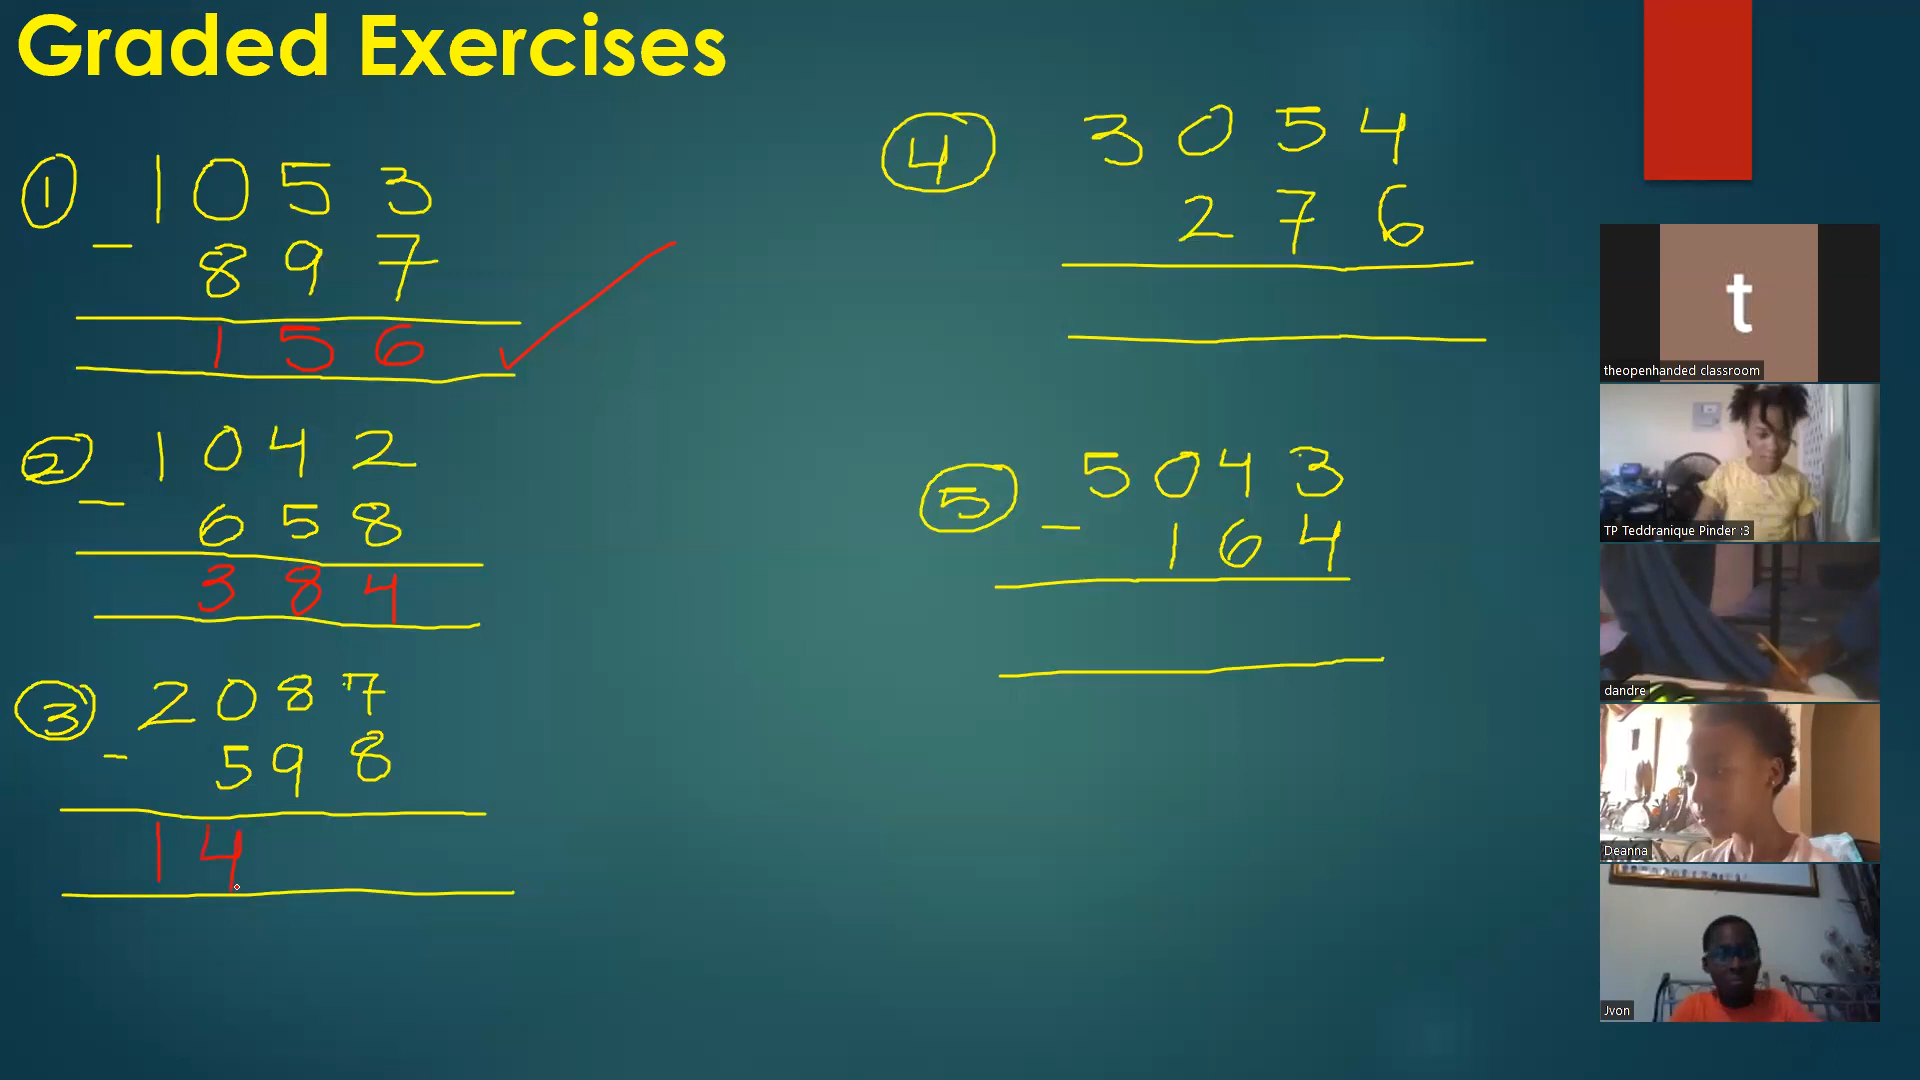 Graded Exercises
① 1053
- 897
156
② 1042
- 658
384
③ 2087
- 598
14
④ 3054
276
⑤ 5043
- 164
t
theopenhanded classroom
TP Teddranique Pinder :3
dandre
Deanna
Jvon